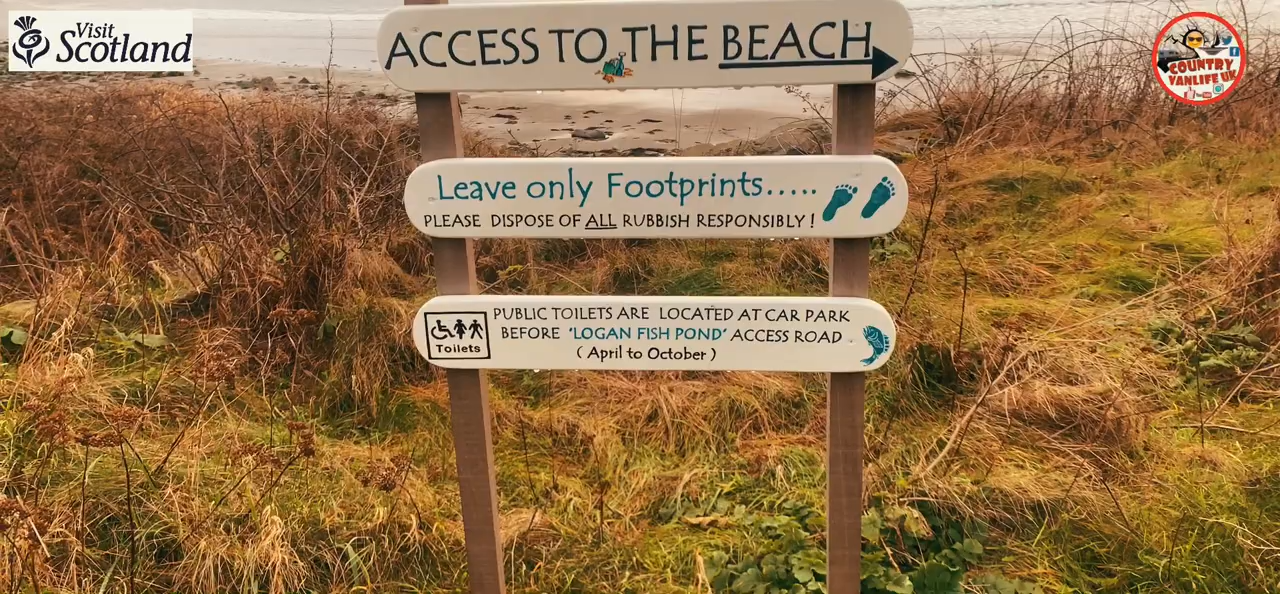 Visit
Scotland
ACCESS TO THE BEACH
COUNTRY
VANLIFE UK
Leave only Footprints.....
PLEASE DISPOSE OF ALL RUBBISH RESPONSIBLY!
PUBLIC TOILETS ARE LOCATED AT CAR PARK
BEFORE 'LOGAN FISH POND' ACCESS ROAD
(April to October)
Toilets